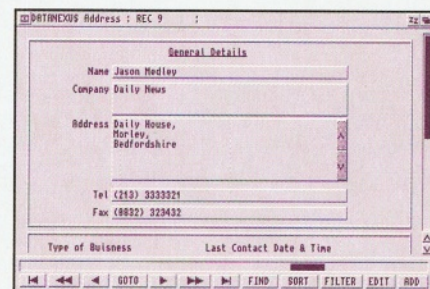 DATANEXUS Address : REC 9 :
General Details
Name Jason Medley
Company Daily News
Address Daily House,
Morley,
Bedfordshire
Tel (213) 3333321
Fax (0832) 323432
Type of Buisness Last Contact Date & Time
GOTO FIND SORT FILTER EDIT ADD